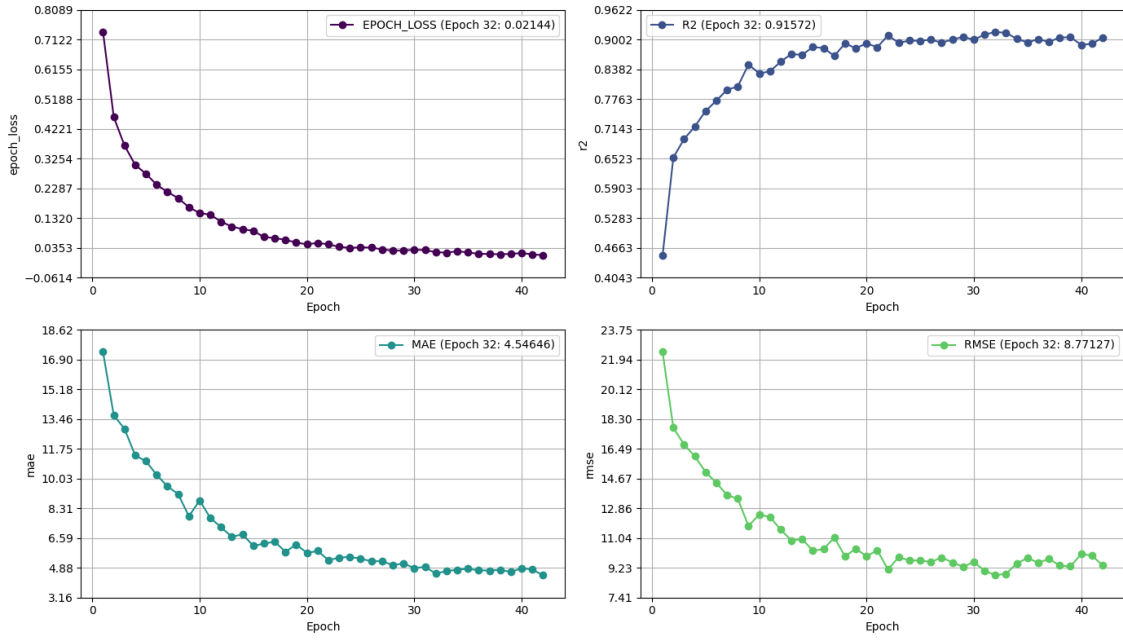 EPOCH_LOSS (Epoch 32: 0.02144)
0.8089
0.7122
0.6155
0.5188
0.4221
0.3254
0.2287
0.1320
0.0353
−0.0614
epoch_loss
0 10 20 30 40
Epoch
R2 (Epoch 32: 0.91572)
0.9622
0.9002
0.8382
0.7763
0.7143
0.6523
0.5903
0.5283
0.4663
0.4043
r2
0 10 20 30 40
Epoch
MAE (Epoch 32: 4.54646)
18.62
16.90
15.18
13.46
11.75
10.03
8.31
6.59
4.88
3.16
mae
0 10 20 30 40
Epoch
RMSE (Epoch 32: 8.77127)
23.75
21.94
20.12
18.30
16.49
14.67
12.86
11.04
9.23
7.41
rmse
0 10 20 30 40
Epoch